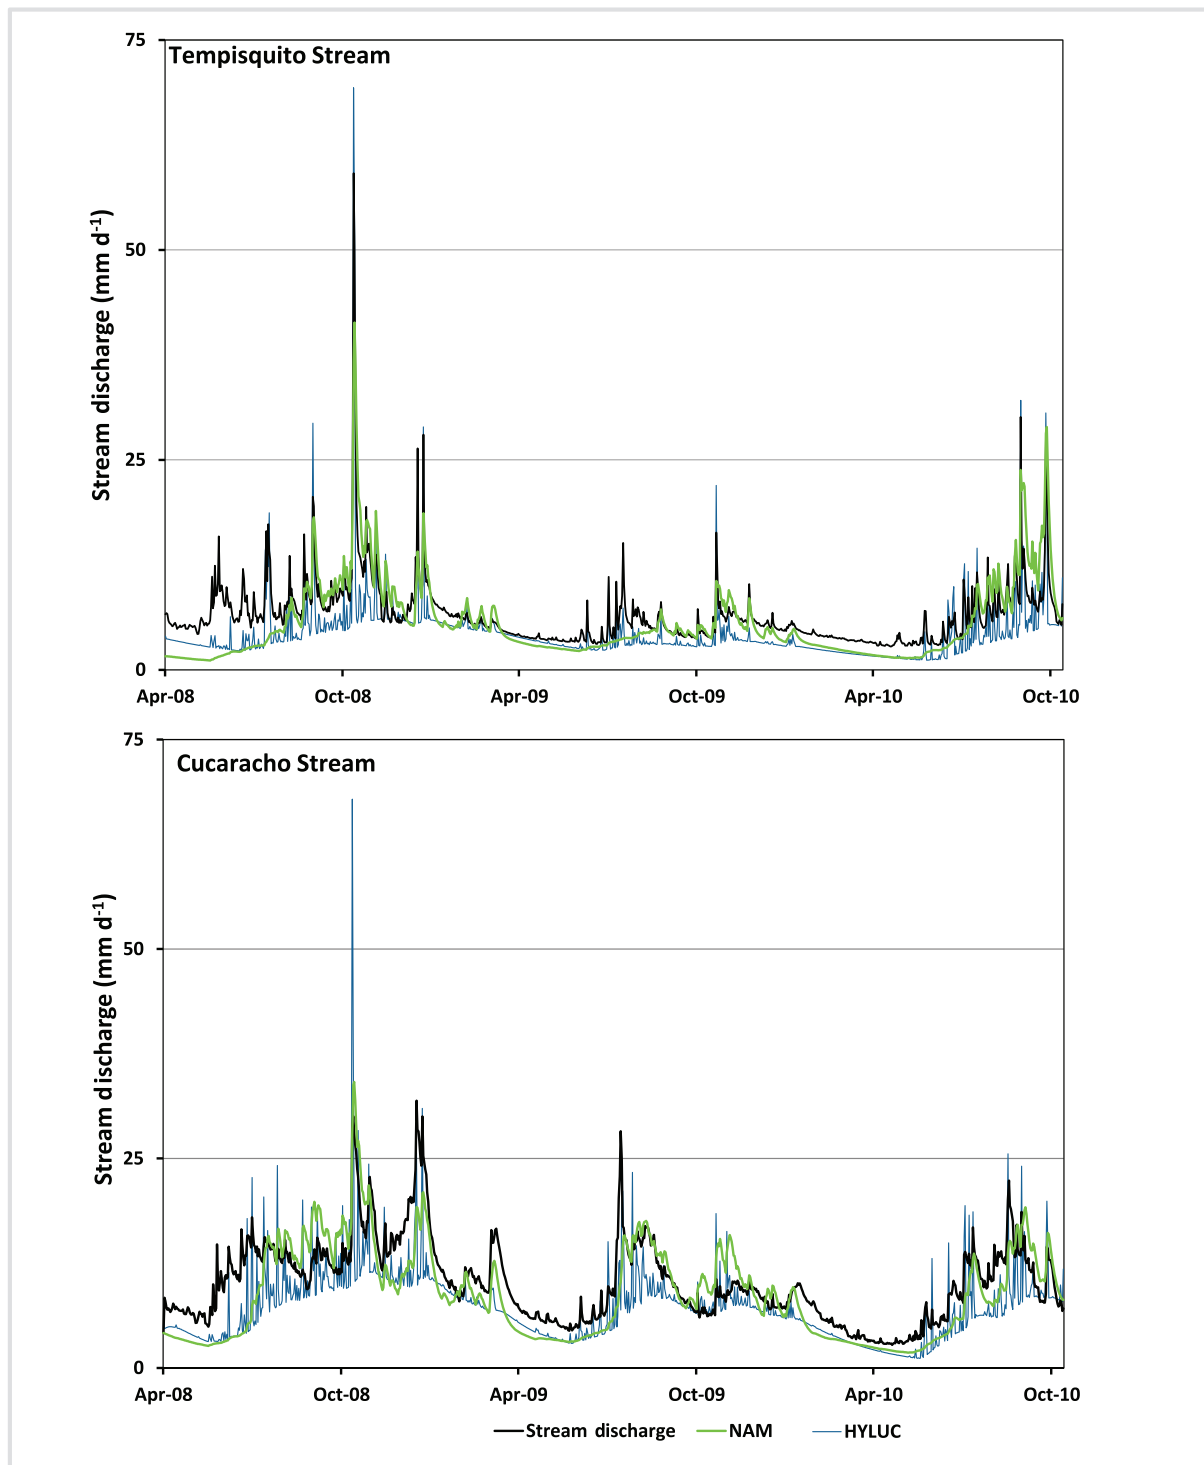 75
Tempisquito Stream
50
25
0
Stream discharge (mm d-1)
Apr-08
Oct-08
Apr-09
Oct-09
Apr-10
Oct-10
75
Cucaracho Stream
50
25
0
Stream discharge (mm d-1)
Apr-08
Oct-08
Apr-09
Oct-09
Apr-10
Oct-10
Stream discharge
NAM
HYLUC